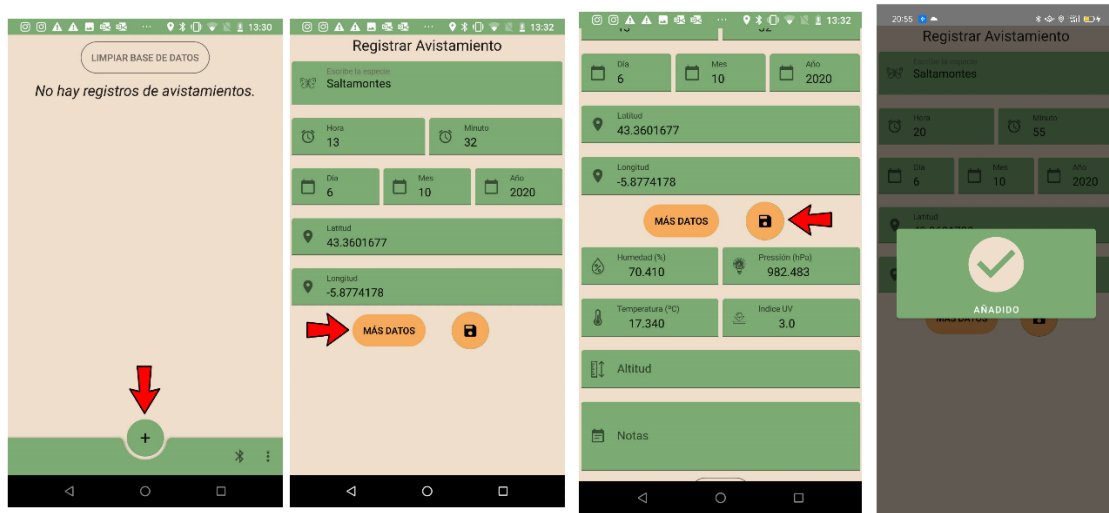 13:30
LIMPIAR BASE DE DATOS
No hay registros de avistamientos.
+
13:32
Registrar Avistamiento
Escribe la especie
Saltamontes
Hora
13
Minuto
32
Día
6
Mes
10
Año
2020
Latitud
43.3601677
Longitud
-5.8774178
MÁS DATOS
13:32
Día
6
Mes
10
Año
2020
Latitud
43.3601677
Longitud
-5.8774178
MÁS DATOS
Humedad (%)
70.410
Pressión (hPa)
982.483
Temperatura (ºC)
17.340
Indice UV
3.0
Altitud
Notas
20:55
Registrar Avistamiento
Escribe la especie
Saltamontes
Hora
20
Minuto
55
Día
6
Mes
10
Año
2020
Latitud
AÑADIDO
MÁS DATOS